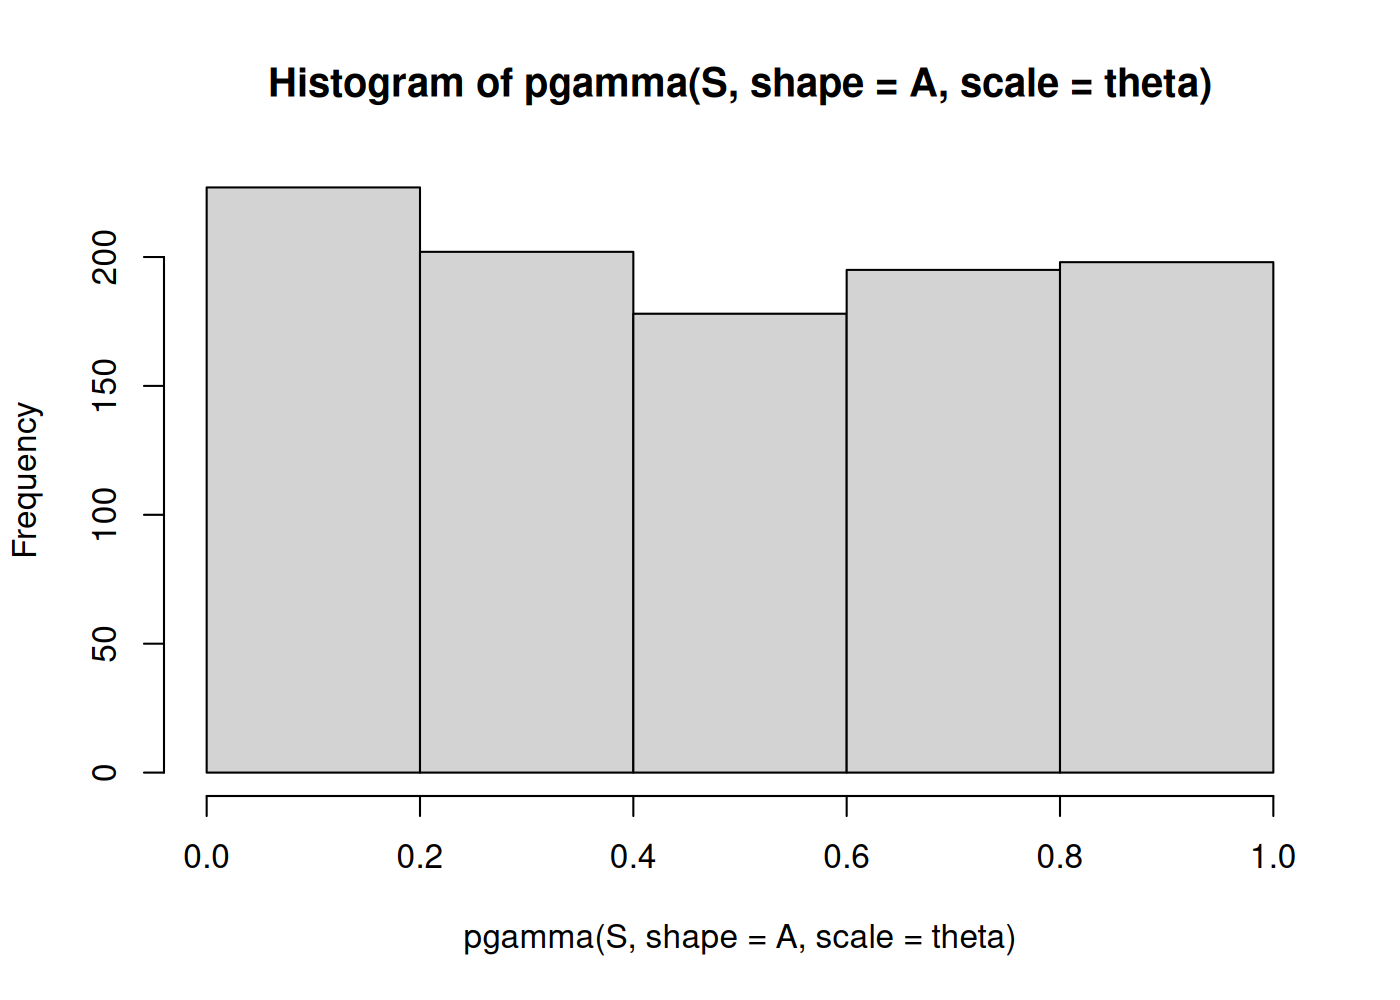 Histogram of pgamma(S, shape = A, scale = theta)
Frequency
200
150
100
50
0
0.0 0.2 0.4 0.6 0.8 1.0
pgamma(S, shape = A, scale = theta)